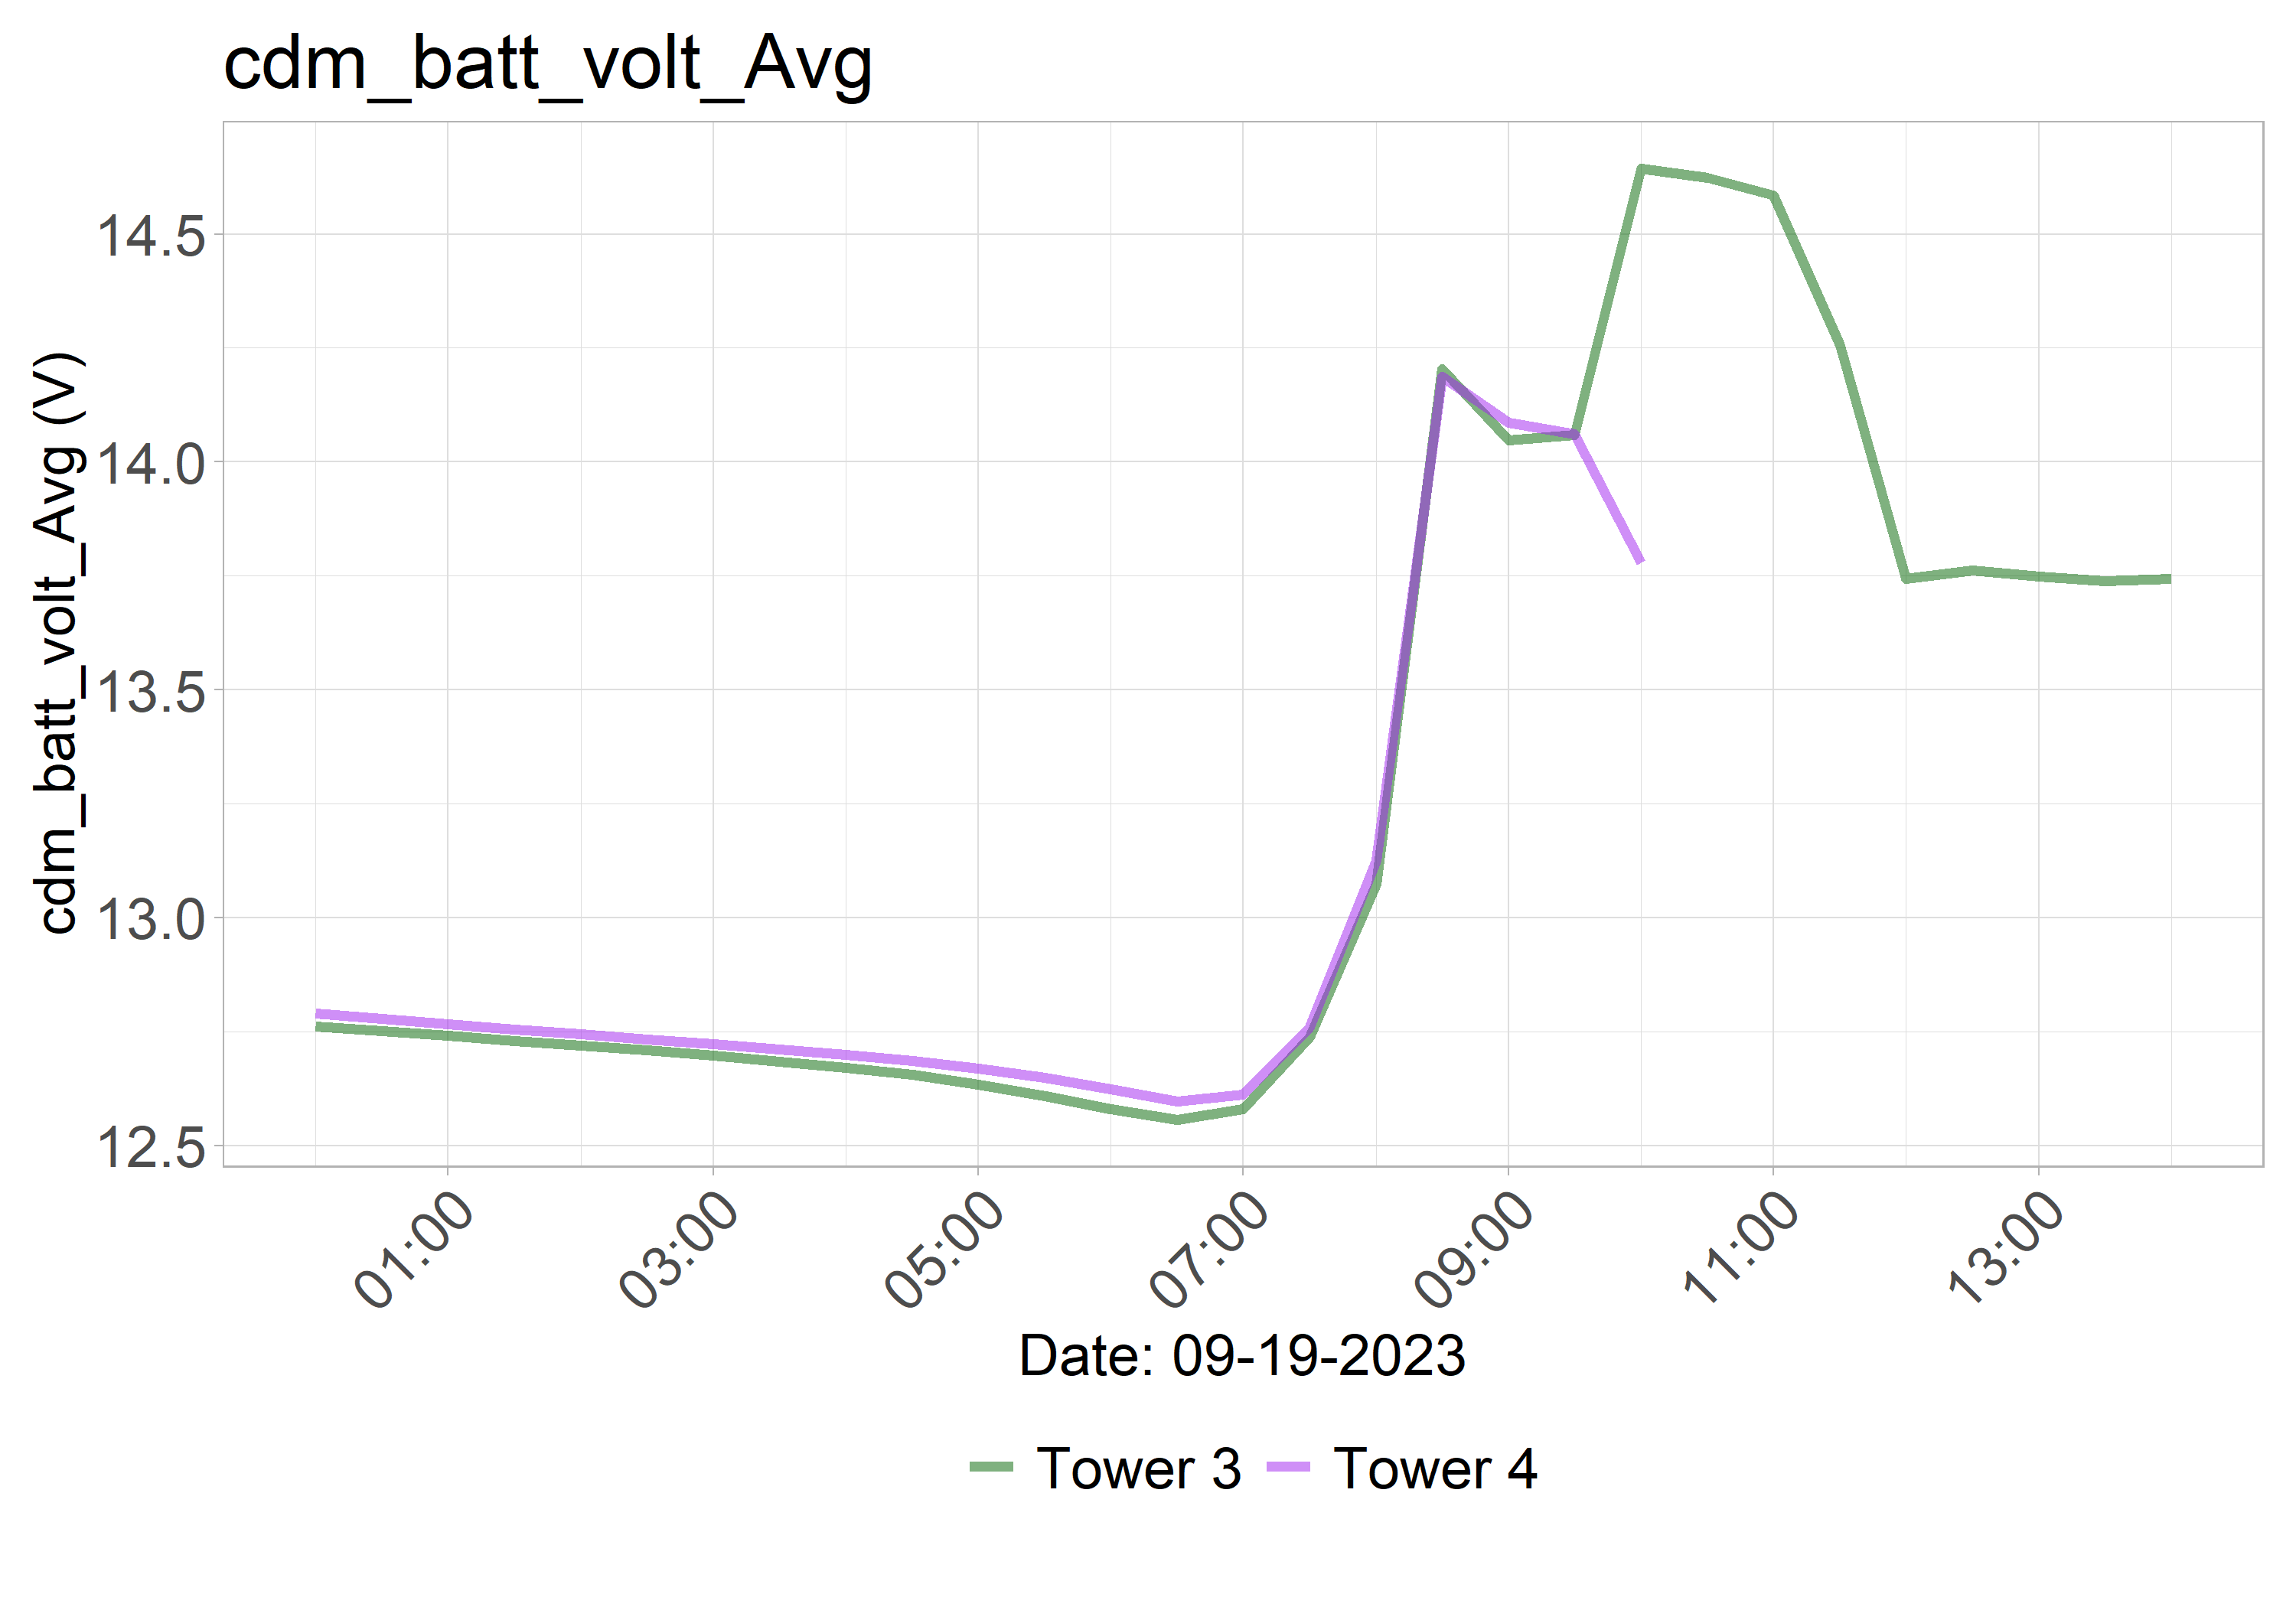 cdm_batt_volt_Avg
cdm_batt_volt_Avg (V)
14.5
14.0
13.5
13.0
12.5
01:00
03:00
05:00
07:00
09:00
11:00
13:00
Date: 09-19-2023
Tower 3
Tower 4